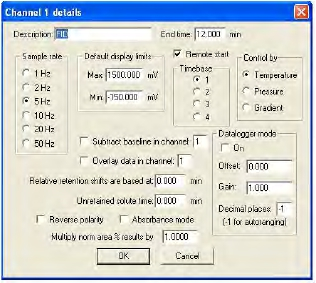 Channel 1 details
Description: FID End time: 12.000 min
Sample rate
1 Hz
2 Hz
5 Hz
10 Hz
20 Hz
50 Hz
Default display limits
Max: 1500.000 mV
Min: -150.000 mV
Remote start
Timebase
1
2
3
4
Control by
Temperature
Pressure
Gradient
Subtract baseline in channel: 1
Overlay data in channel: 1
Relative retention shifts are based at: 0.000 min
Unretained solute time: 0.000 min
Reverse polarity Absorbance mode
Multiply norm area % results by 1.0000
Datalogger mode
On
Offset: 0.000
Gain: 1.000
Decimal places: -1
(-1 for autoranging)
OK Cancel